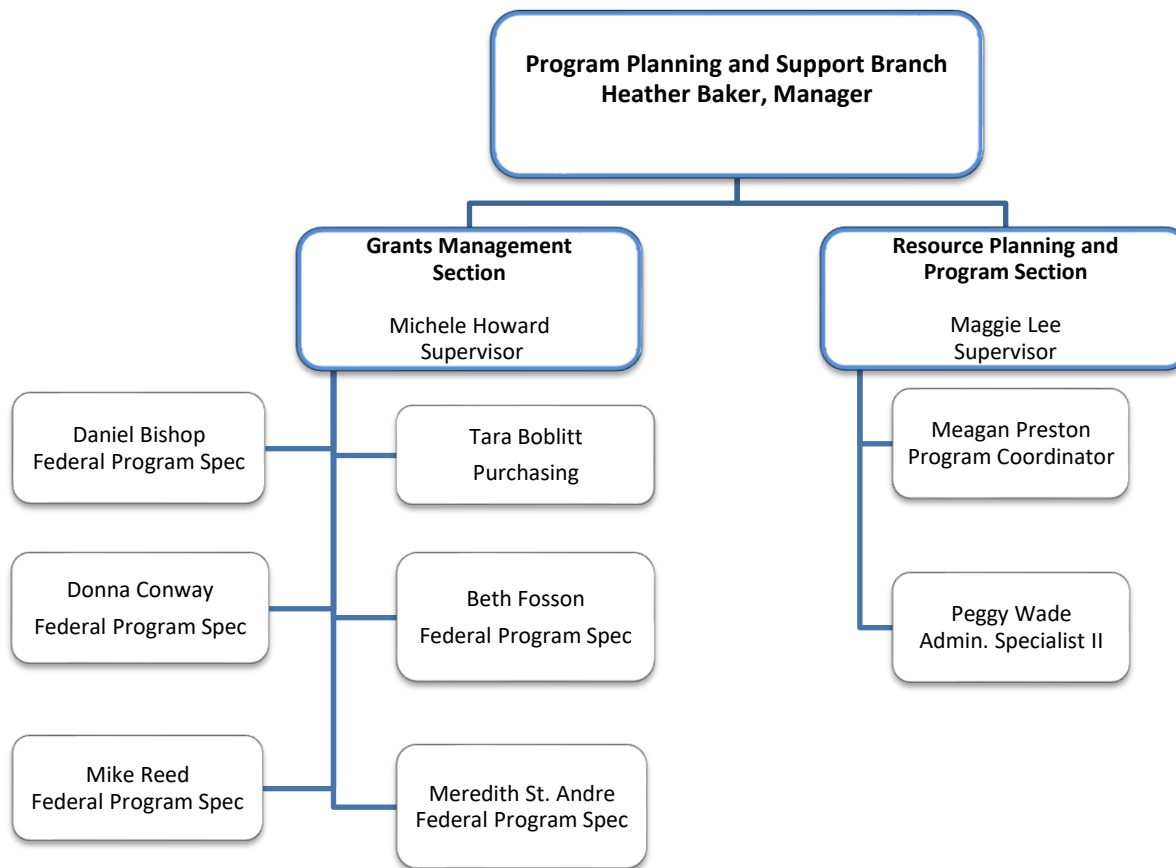 Program Planning and Support Branch
Heather Baker, Manager
Grants Management
Section
Michele Howard
Supervisor
Resource Planning and
Program Section
Maggie Lee
Supervisor
Daniel Bishop
Federal Program Spec
Tara Boblitt
Purchasing
Meagan Preston
Program Coordinator
Donna Conway
Federal Program Spec
Beth Fosson
Federal Program Spec
Peggy Wade
Admin. Specialist II
Mike Reed
Federal Program Spec
Meredith St. Andre
Federal Program Spec